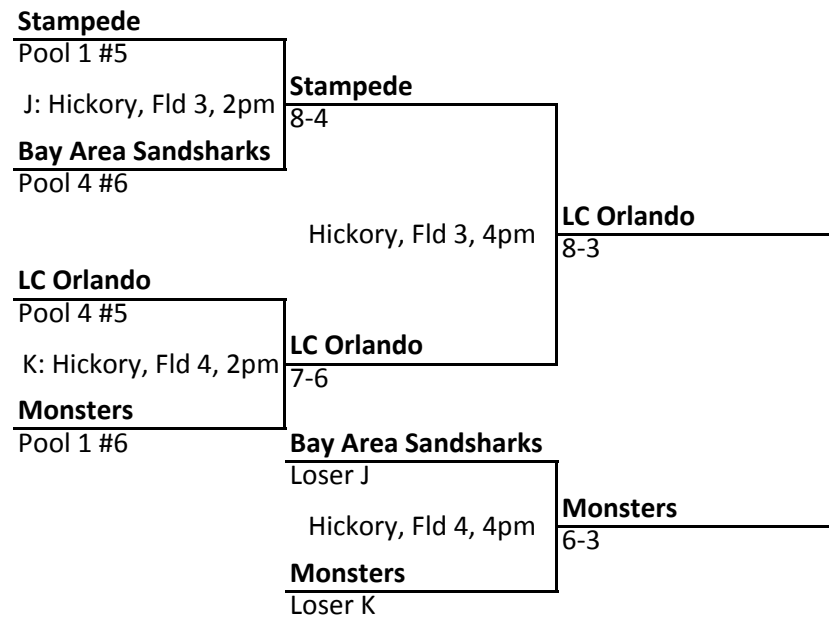 Stampede
Pool 1 #5
J: Hickory, Fld 3, 2pm
Stampede
8-4
Bay Area Sandsharks
Pool 4 #6
Hickory, Fld 3, 4pm
LC Orlando
8-3
LC Orlando
Pool 4 #5
K: Hickory, Fld 4, 2pm
LC Orlando
7-6
Monsters
Pool 1 #6
Bay Area Sandsharks
Loser J
Hickory, Fld 4, 4pm
Monsters
6-3
Monsters
Loser K